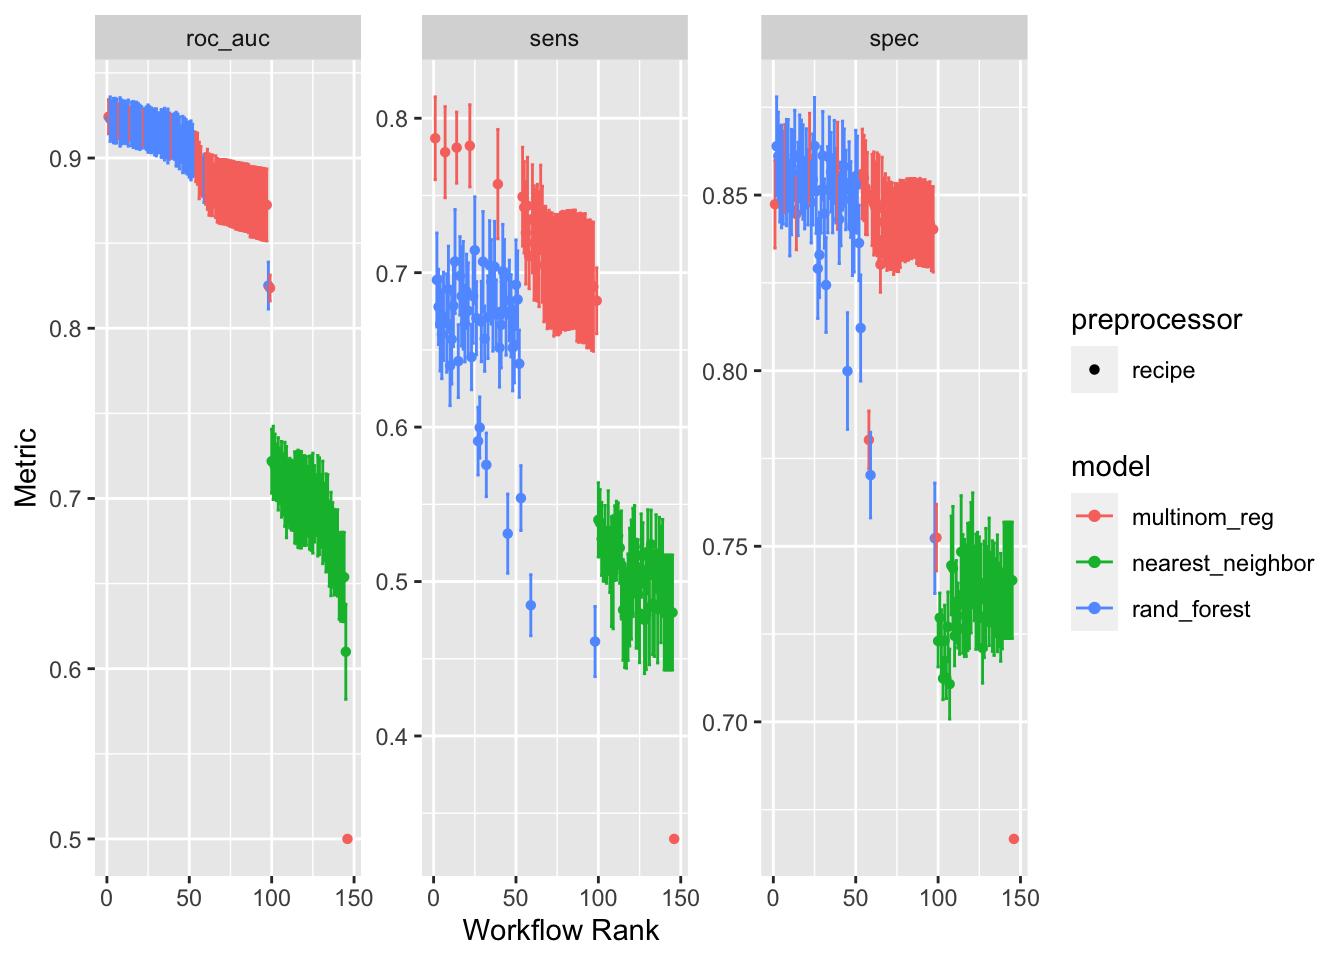 roc_auc sens spec
0.9
0.8
0.7
0.6
0.5
0.8
0.7
0.6
0.5
0.4
0.85
0.80
0.75
0.70
Metric
0 50 100 150
0 50 100 150
0 50 100 150
Workflow Rank
preprocessor
recipe
model
multinom_reg
nearest_neighbor
rand_forest